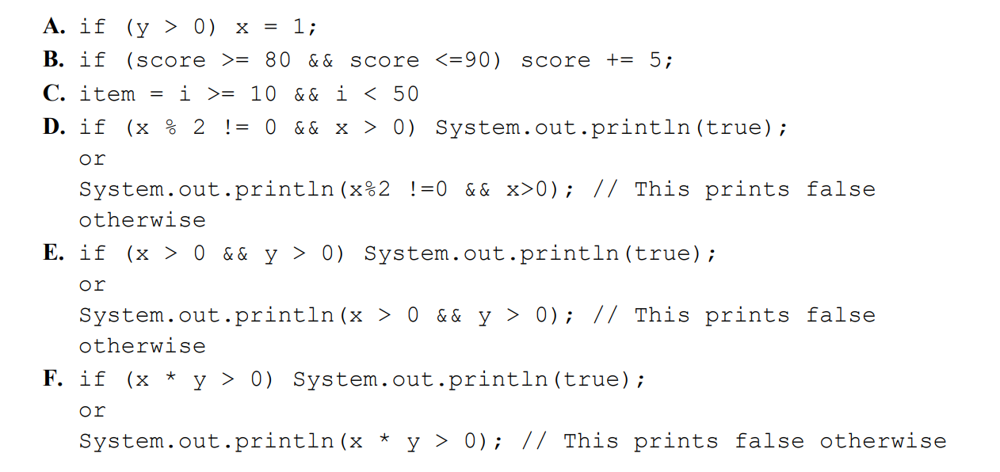 A. if (y > 0) x = 1;
B. if (score >= 80 && score <=90) score += 5;
C. item = i >= 10 && i < 50
D. if (x % 2 != 0 && x > 0) System.out.println(true);
or
System.out.println(x%2 !=0 && x>0); // This prints false
otherwise
E. if (x > 0 && y > 0) System.out.println(true);
or
System.out.println(x > 0 && y > 0); // This prints false
otherwise
F. if (x * y > 0) System.out.println(true);
or
System.out.println(x * y > 0); // This prints false otherwise